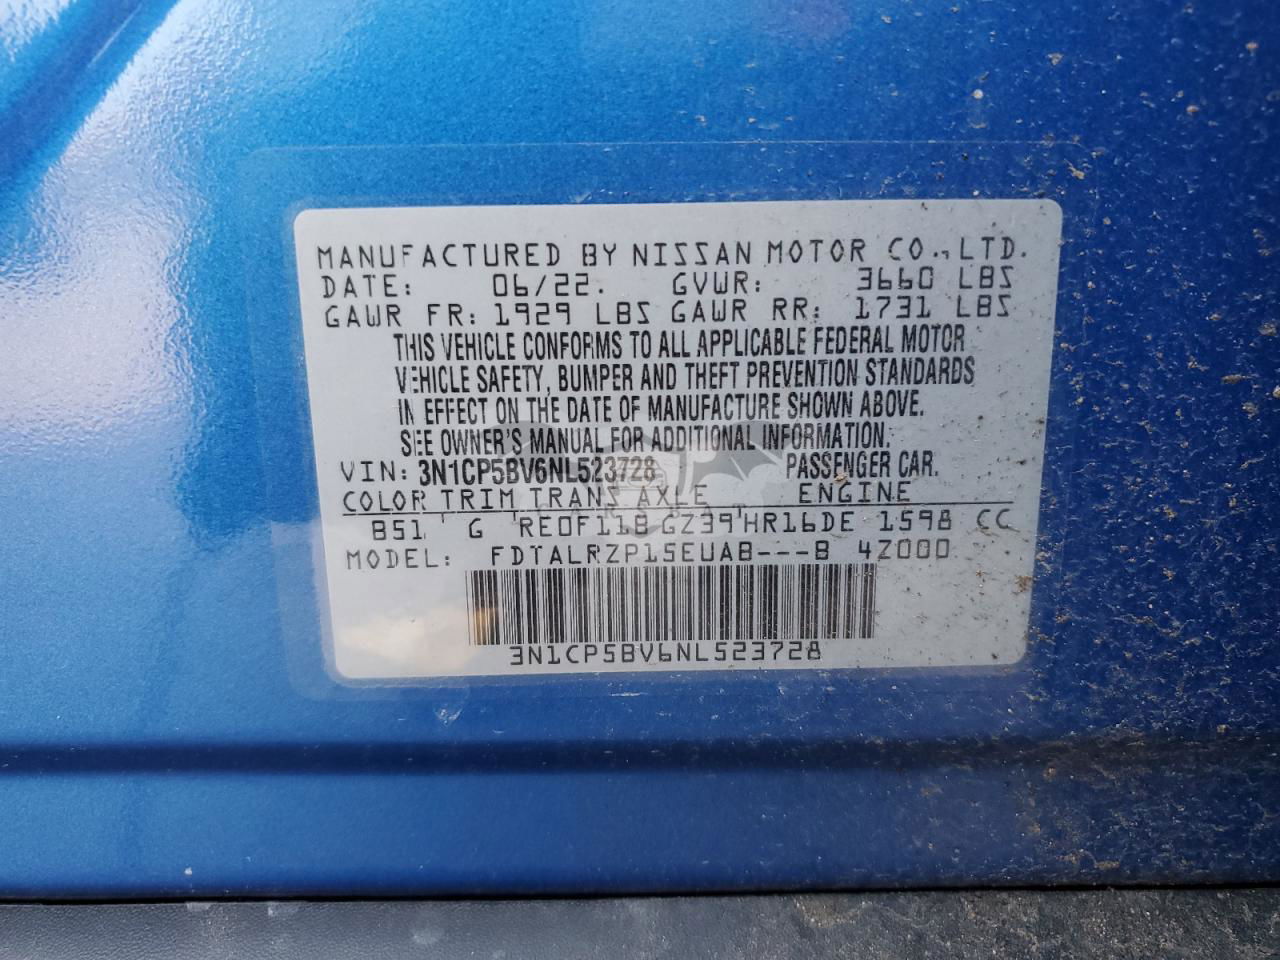 MANUFACTURED BY NISSAN MOTOR CO., LTD.
DATE: 06/22. GVWR: 3660 LBS
GAWR FR: 1929 LBS GAWR RR: 1731 LBS
THIS VEHICLE CONFORMS TO ALL APPLICABLE FEDERAL MOTOR
VEHICLE SAFETY, BUMPER AND THEFT PREVENTION STANDARDS
IN EFFECT ON THE DATE OF MANUFACTURE SHOWN ABOVE.
SEE OWNER'S MANUAL FOR ADDITIONAL INFORMATION.
VIN: 3N1CP5BV6NL523728 PASSENGER CAR.
COLOR TRIM TRANS AXLE ENGINE
B51 G RE0F11B GZ39 HR16DE 1598 CC
MODEL: FDTALRZP15EUAB---B 4Z000
3N1CP5BV6NL523728